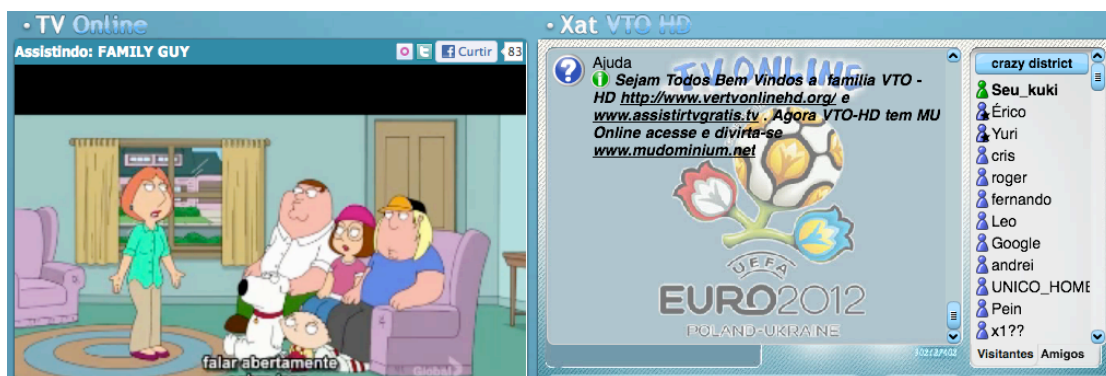 • TV Online
Assistindo: FAMILY GUY
Curtir
83
falar abertamente
Global
• Xat VTO HD
TV ONLINE
Ajuda
Sejam Todos Bem Vindos a familia VTO -
HD http://www.vertvonlinehd.org/ e
www.assistirtvgratis.tv . Agora VTO-HD tem MU
Online acesse e divirta-se
www.mudominium.net
UEFA
EURO2012
POLAND-UKRAINE
crazy district
Seu_kuki
Érico
Yuri
cris
roger
fernando
Leo
Google
andrei
UNICO_HOME
Pein
x1??
Visitantes Amigos